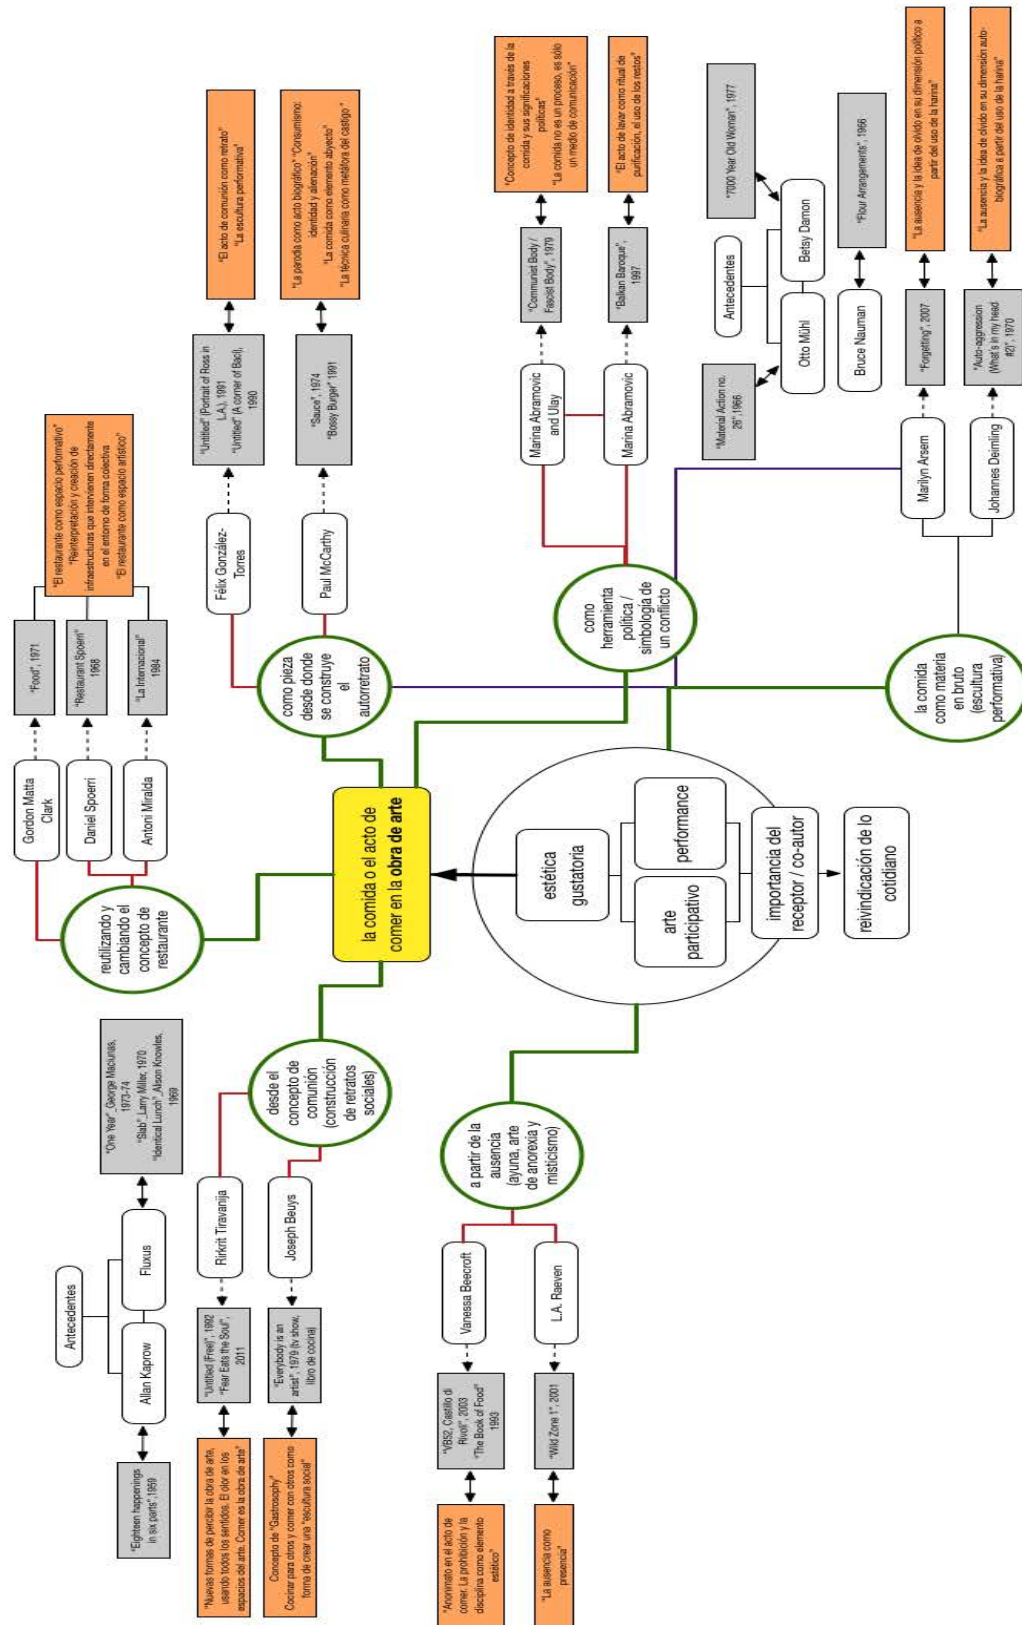 Antecedentes
Allan Kaprow
Fluxus
"Eighteen happenings
in six parts",1959
"One Year"_George Maciunas,
1973-74
"Slab"_Larry Miller, 1970
"Identical Lunch"_Alison Knowles,
1969
reutilizando y
cambiando el
concepto de
restaurante
Gordon Matta
Clark
Daniel Spoerri
Antoni Miralda
"Food", 1971
"Restaurant Spoerri"
1968
"La Internacional"
1984
"El restaurante como espacio performativo"
"Reinterpretación y creación de
infraestructuras que intervienen directamente
en el entorno de forma colectiva
"El restaurante como espacio artístico"
"Nuevas formas de percibir la obra de arte,
usando todos los sentidos. El olor en los
espacios del arte. Comer es la obra de arte"
"Untitled (Free)", 1992
"Fear Eats the Soul",
2011
Rirkrit Tiravanija
Concepto de "Gastrosophy"
Cocinar para otros y comer con otros como
forma de crear una "escultura social"
"Everybody is an
artist", 1979 (tv show,
libro de cocina)
Joseph Beuys
desde el
concepto de
comunión
(construcción
de retratos
sociales)
la comida o el acto de
comer en la obra de arte
como pieza
desde donde
se construye
el
autorretrato
Félix González-
Torres
Paul McCarthy
"Untitled" (Portrait of Ross in
L.A.), 1991
"Untitled" (A corner of Baci),
1990
"Sauce", 1974
"Bossy Burger" 1991
"El acto de comunión como retrato"
"La escultura performativa"
"La parodia como acto biográfico" "Consumismo:
identidad y alienación"
"La comida como elemento abyecto"
"La técnica culinaria como metáfora del castigo "
"Anonimato en el acto de
comer. La prohibición y la
disciplina como elemento
estético"
"VB52, Castillo di
Rivoli", 2003
"The Book of Food"
1993
Vanessa Beecroft
"La ausencia como
presencia"
"Wild Zone 1", 2001
L.A. Raeven
a partir de la
ausencia
(ayuna, arte
de anorexia y
misticismo)
estética
gustatoria
arte
participativo
performance
importancia del
receptor / co-autor
reivindicación de lo
cotidiano
como
herramienta
política /
simbología de
un conflicto
Marina Abramovic
and Ulay
Marina Abramovic
"Communist Body /
Fascist Body", 1979
"Balkan Baroque",
1997
"Concepto de identidad a través de la
comida y sus significaciones
políticas"
"La comida no es un proceso, es sólo
un medio de comunicación"
"El acto de lavar como ritual de
purificación, el uso de los restos"
"Material Action no.
26",1966
Antecedentes
Otto Mühl
Betsy Damon
"7000 Year Old Woman", 1977
Bruce Nauman
"Flour Arrangements", 1966
la comida
como materia
en bruto
(escultura
performativa)
Marilyn Arsem
Johannes Deimling
"Forgetting", 2007
"Auto-aggression
(What's in my head
#2)", 1970
"La ausencia y la idea de olvido en su dimensión político a
partir del uso de la harina"
"La ausencia y la idea de olvido en su dimensión auto-
biográfica a partir del uso de la harina"